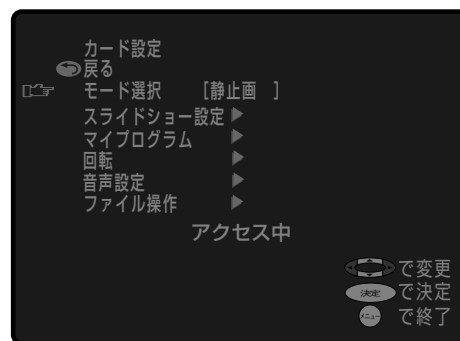 カード設定
戻る
モード選択 [静止画 ]
スライドショー設定
マイプログラム
回転
音声設定
ファイル操作
アクセス中
で変更
決定 で決定
メニュー で終了